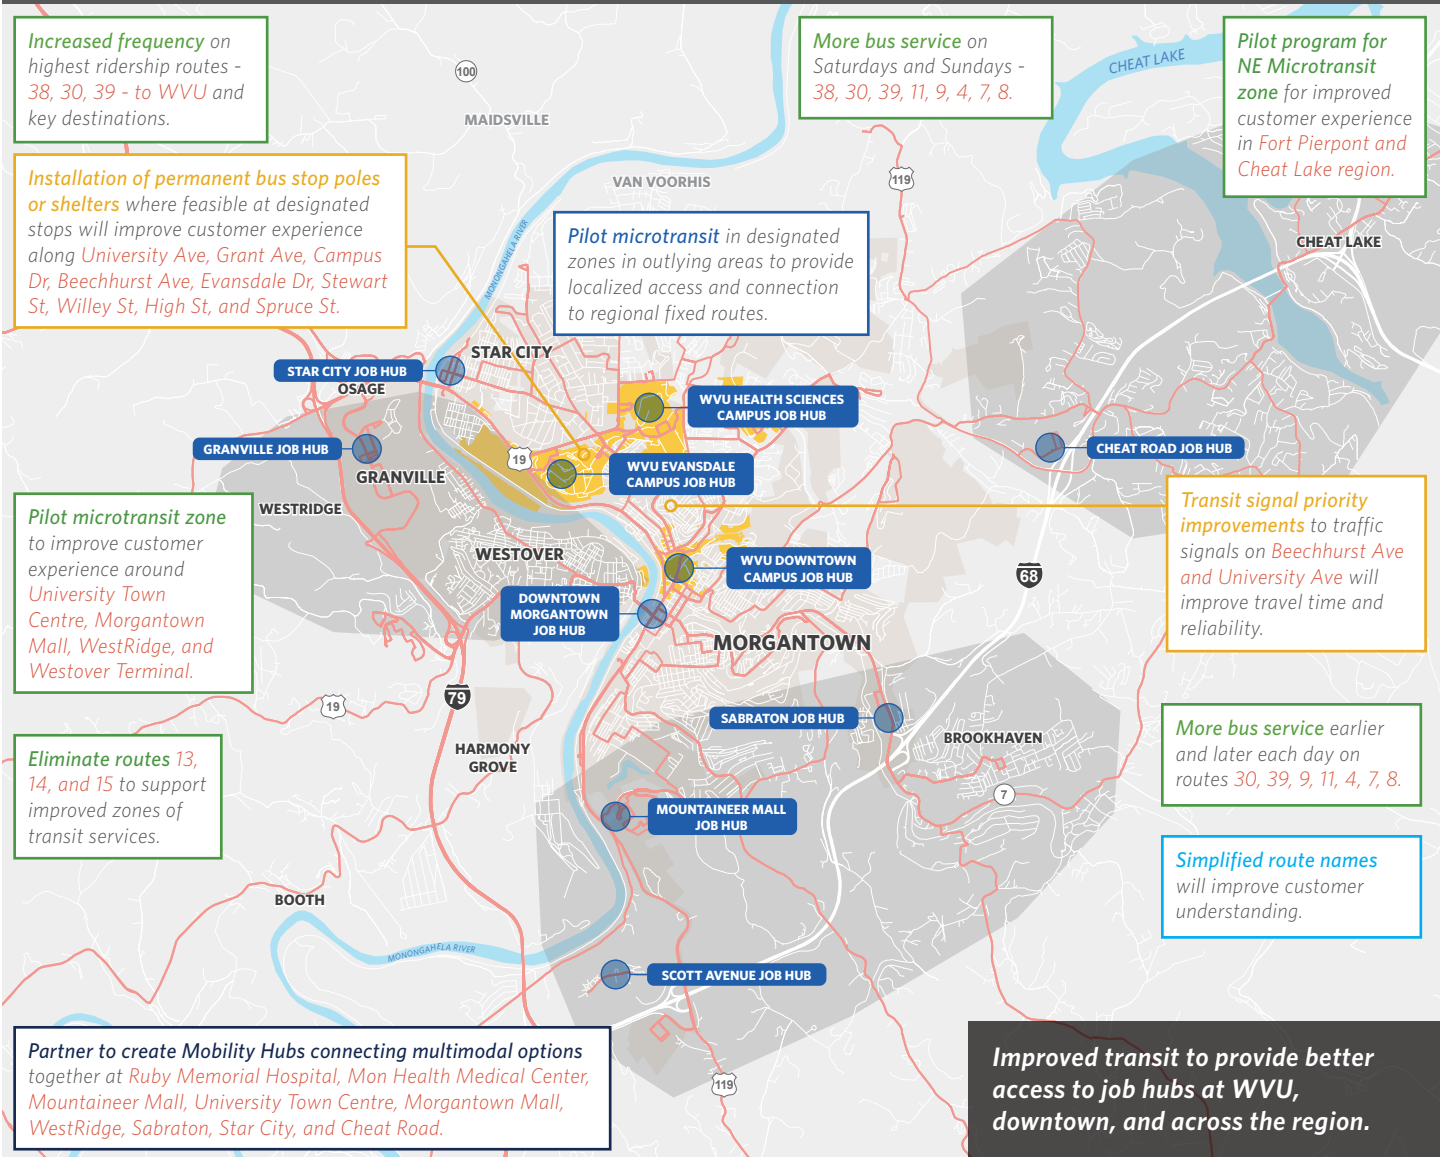 Increased frequency on
highest ridership routes -
38, 30, 39 - to WVU and
key destinations.
100
MAIDSVILLE
More bus service on
Saturdays and Sundays -
38, 30, 39, 11, 9, 4, 7, 8.
CHEAT LAKE
Pilot program for
NE Microtransit
zone for improved
customer experience
in Fort Pierpont and
Cheat Lake region.
Installation of permanent bus stop poles
or shelters where feasible at designated
stops will improve customer experience
along University Ave, Grant Ave, Campus
Dr, Beechhurst Ave, Evansdale Dr, Stewart
St, Willey St, High St, and Spruce St.
VAN VOORHIS
119
MONONGAHELA RIVER
Pilot microtransit in designated
zones in outlying areas to provide
localized access and connection
to regional fixed routes.
CHEAT LAKE
STAR CITY
STAR CITY JOB HUB
OSAGE
WVU HEALTH SCIENCES
CAMPUS JOB HUB
GRANVILLE JOB HUB
19
CHEAT ROAD JOB HUB
GRANVILLE
WVU EVANSDALE
CAMPUS JOB HUB
WESTRIDGE
Pilot microtransit zone
to improve customer
experience around
University Town
Centre, Morgantown
Mall, WestRidge, and
Westover Terminal.
Transit signal priority
improvements to traffic
signals on Beechhurst Ave
and University Ave will
improve travel time and
reliability.
WESTOVER
WVU DOWNTOWN
CAMPUS JOB HUB
68
DOWNTOWN
MORGANTOWN
JOB HUB
MORGANTOWN
79
19
SABRATON JOB HUB
BROOKHAVEN
HARMONY
GROVE
More bus service earlier
and later each day on
routes 30, 39, 9, 11, 4, 7, 8.
Eliminate routes 13,
14, and 15 to support
improved zones of
transit services.
7
MOUNTAINEER MALL
JOB HUB
Simplified route names
will improve customer
understanding.
BOOTH
MONONGAHELA RIVER
SCOTT AVENUE JOB HUB
Partner to create Mobility Hubs connecting multimodal options
together at Ruby Memorial Hospital, Mon Health Medical Center,
Mountaineer Mall, University Town Centre, Morgantown Mall,
WestRidge, Sabraton, Star City, and Cheat Road.
119
Improved transit to provide better
access to job hubs at WVU,
downtown, and across the region.